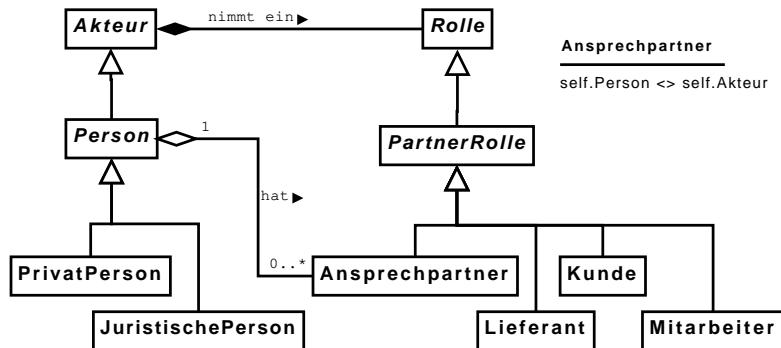 Akteur
nimmt ein ▶
Rolle
Ansprechpartner
self.Person <> self.Akteur
Person
1
PartnerRolle
hat ▶
0..*
PrivatPerson
Ansprechpartner
Kunde
JuristischePerson
Lieferant
Mitarbeiter